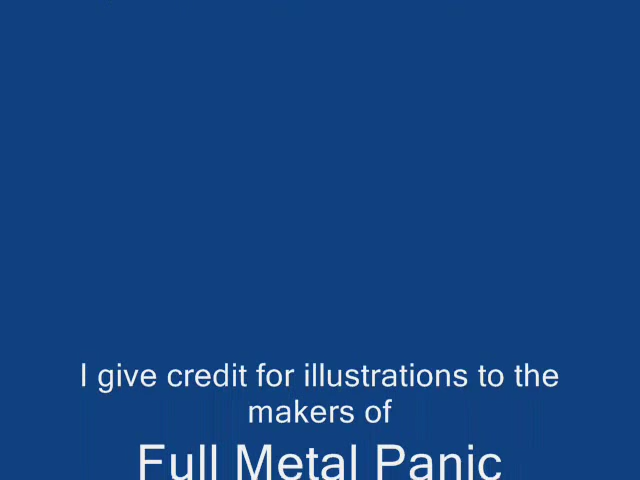 I give credit for illustrations to the
makers of
Full Metal Panic